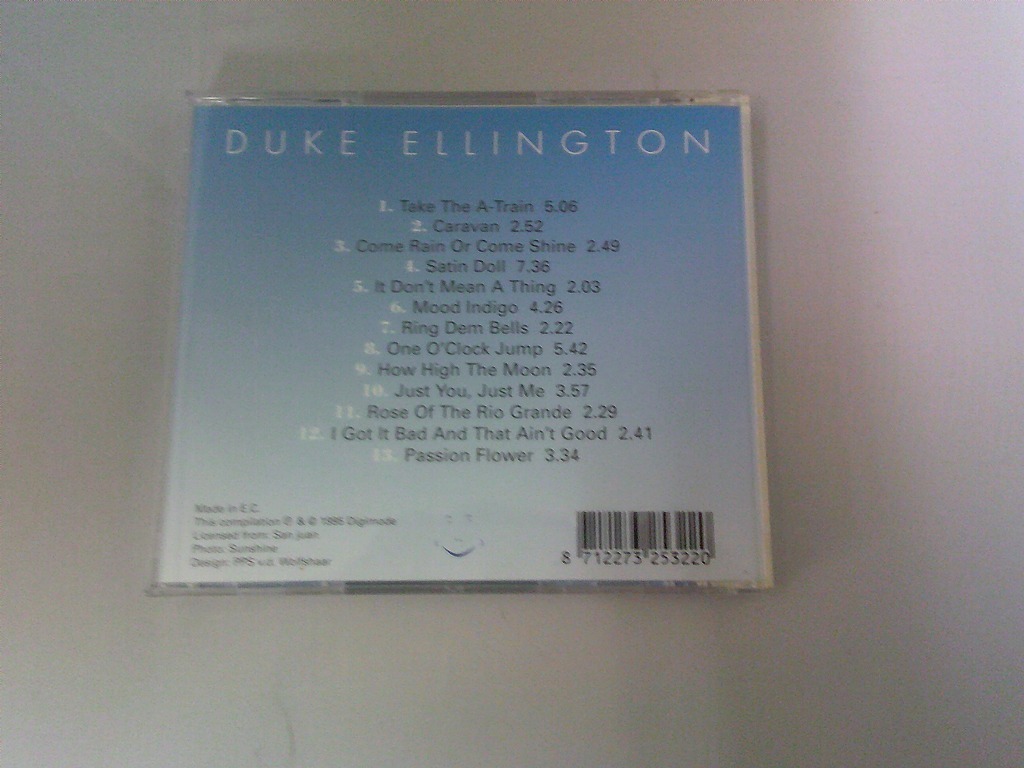 DUKE ELLINGTON
1. Take The A-Train 5.06
2. Caravan 2.52
3. Come Rain Or Come Shine 2.49
4. Satin Doll 7.36
5. It Don't Mean A Thing 2.03
6. Mood Indigo 4.26
7. Ring Dem Bells 2.22
8. One O'Clock Jump 5.42
9. How High The Moon 2.35
10. Just You, Just Me 3.57
11. Rose Of The Rio Grande 2.29
12. I Got It Bad And That Ain't Good 2.41
13. Passion Flower 3.34
Made in E.C.
This compilation ℗ & © 1995 Digimode
Licensed from: San Juan
Photo: Sunshine
Design: PPS v.d. Wolfshaar
8 712273 253220